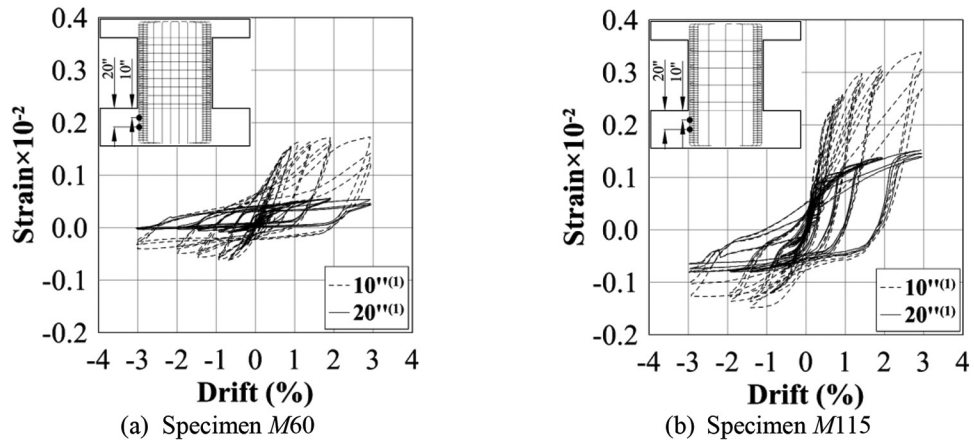 0.4
0.3
0.2
0.1
0.0
-0.1
-0.2
Strain×10⁻²
20"
10"
10"⁽¹⁾
20"⁽¹⁾
-4 -3 -2 -1 0 1 2 3 4
Drift (%)
(a) Specimen M60
0.4
0.3
0.2
0.1
0.0
-0.1
-0.2
Strain×10⁻²
20"
10"
10"⁽¹⁾
20"⁽¹⁾
-4 -3 -2 -1 0 1 2 3 4
Drift (%)
(b) Specimen M115